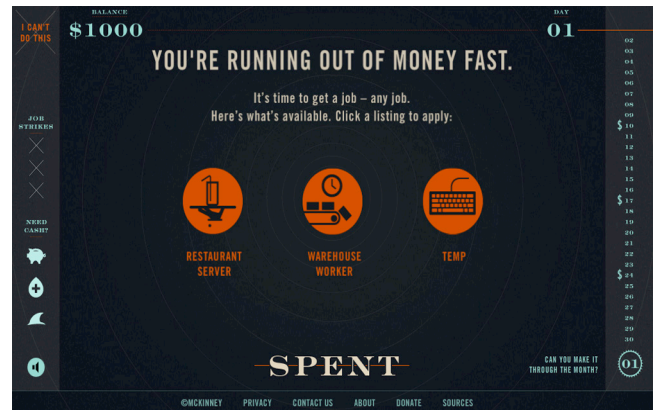 I CAN'T
DO THIS
BALANCE
$1000
DAY
01
YOU'RE RUNNING OUT OF MONEY FAST.
It's time to get a job – any job.
Here's what's available. Click a listing to apply:
JOB
STRIKES
NEED
CASH?
RESTAURANT
SERVER
WAREHOUSE
WORKER
TEMP
02
03
04
05
06
07
08
09
$ 10
11
12
13
14
15
16
$ 17
18
19
20
21
22
23
$ 24
25
26
27
28
29
30
01
SPENT
CAN YOU MAKE IT
THROUGH THE MONTH?
©MCKINNEY PRIVACY CONTACT US ABOUT DONATE SOURCES